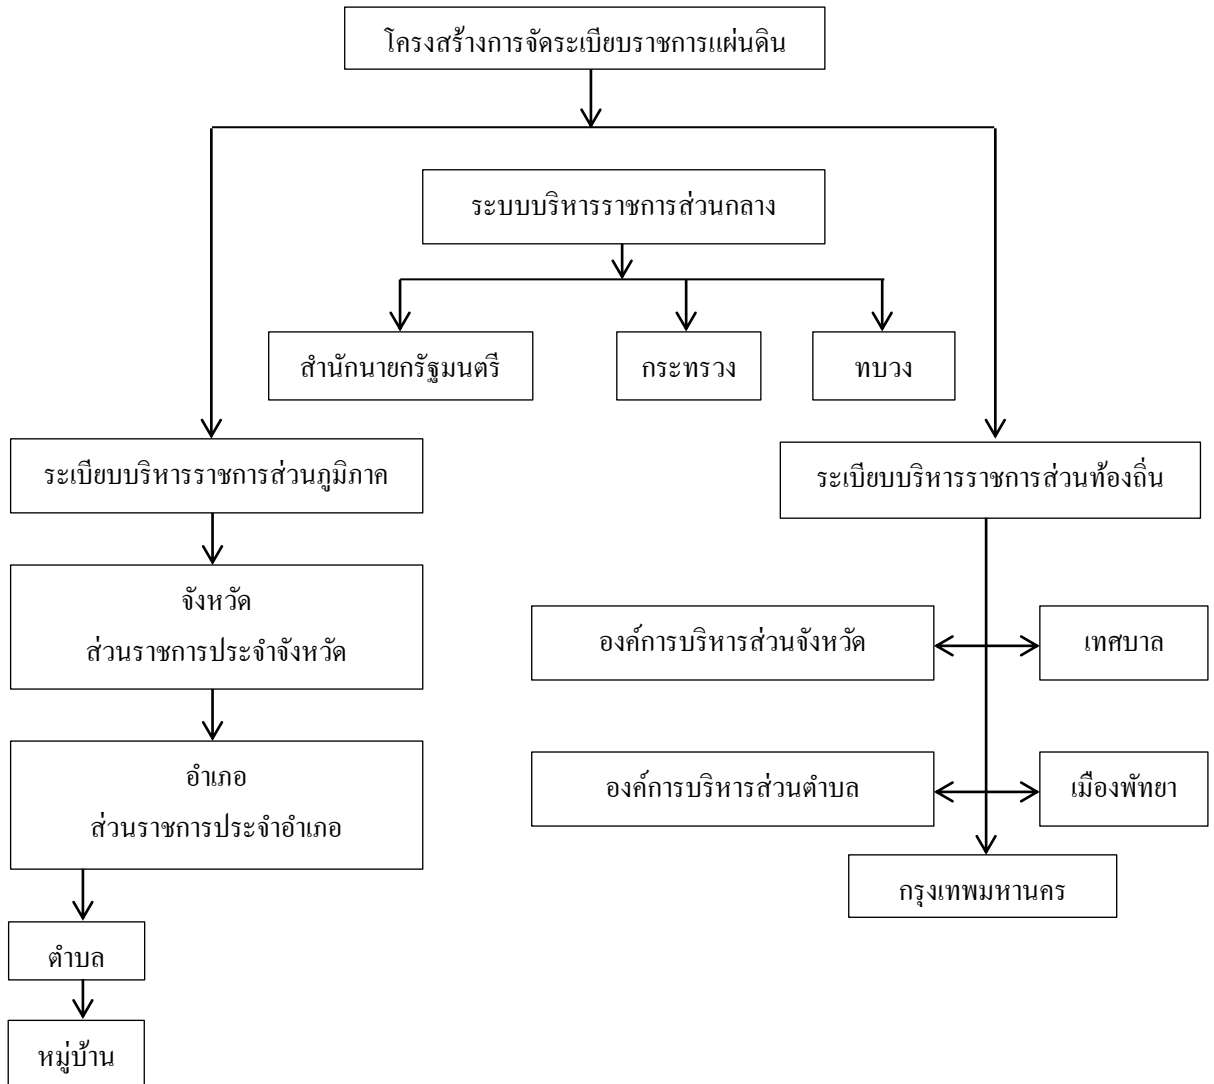 โครงสร้างการจัดระเบียบราชการแผ่นดิน
ระบบบริหารราชการส่วนกลาง
สำนักนายกรัฐมนตรี
กระทรวง
ทบวง
ระเบียบบริหารราชการส่วนภูมิภาค
ระเบียบบริหารราชการส่วนท้องถิ่น
จังหวัด
ส่วนราชการประจำจังหวัด
องค์การบริหารส่วนจังหวัด
เทศบาล
อำเภอ
ส่วนราชการประจำอำเภอ
องค์การบริหารส่วนตำบล
เมืองพัทยา
กรุงเทพมหานคร
ตำบล
หมู่บ้าน